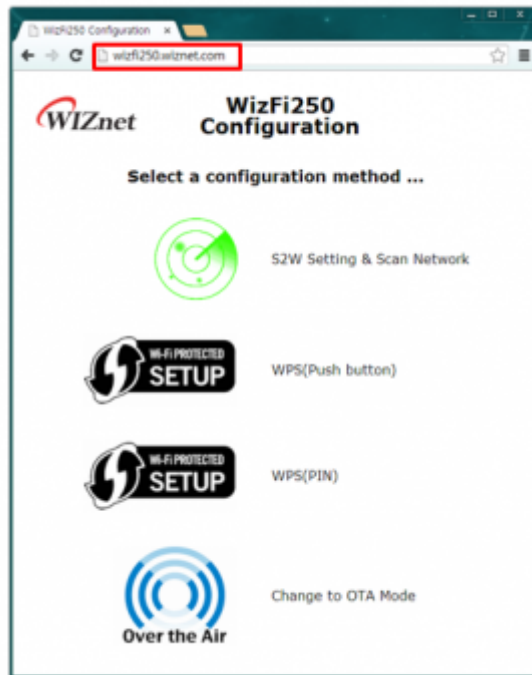 WizFi250 Configuration
wizfi250.wiznet.com
WIZnet
WizFi250
Configuration
Select a configuration method ...
S2W Setting & Scan Network
Wi-Fi PROTECTED
SETUP
WPS(Push button)
Wi-Fi PROTECTED
SETUP
WPS(PIN)
Change to OTA Mode
Over the Air